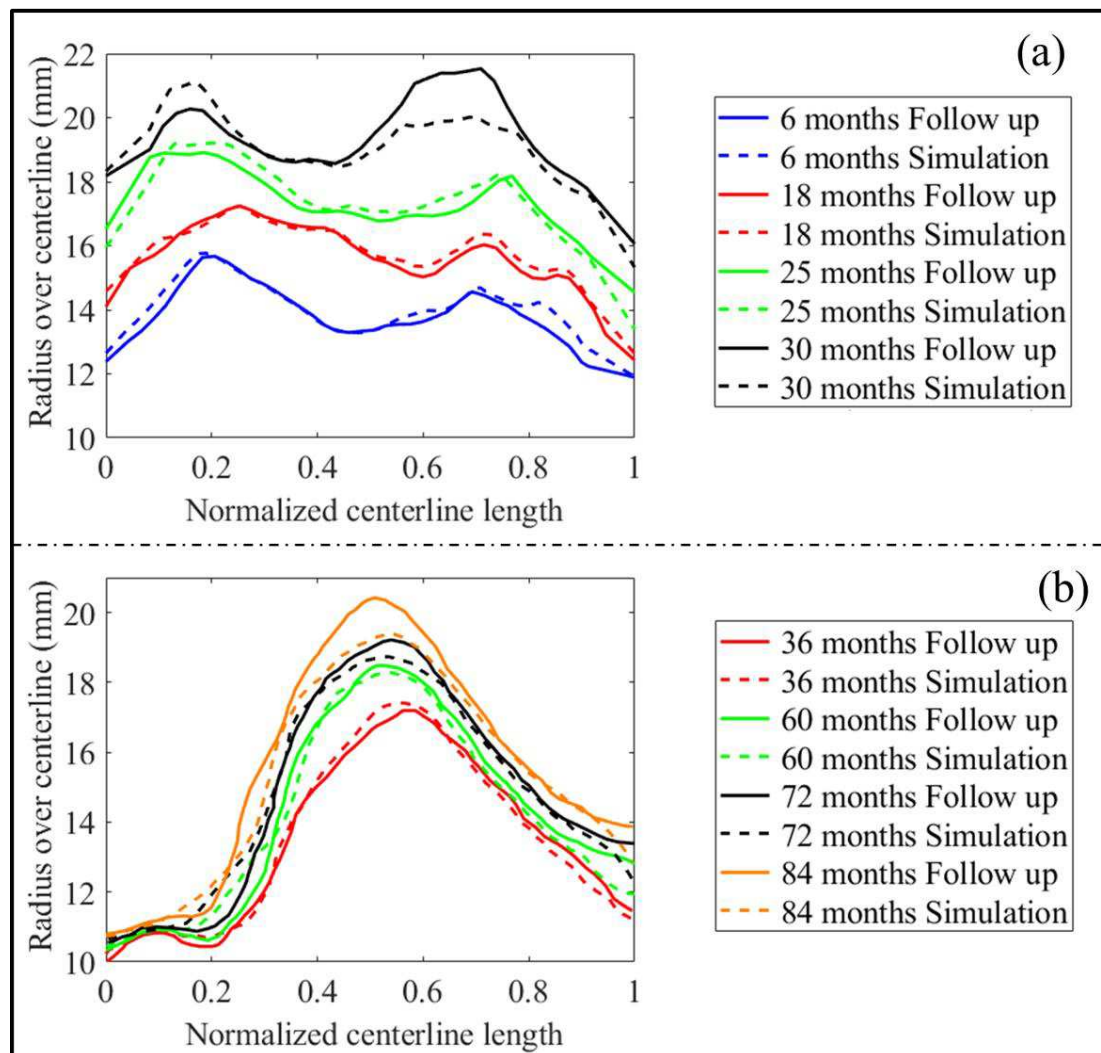 (a)
22
20
18
16
14
12
10
Radius over centerline (mm)
0 0.2 0.4 0.6 0.8 1
Normalized centerline length
6 months Follow up
6 months Simulation
18 months Follow up
18 months Simulation
25 months Follow up
25 months Simulation
30 months Follow up
30 months Simulation
(b)
20
18
16
14
12
10
Radius over centerline (mm)
0 0.2 0.4 0.6 0.8 1
Normalized centerline length
36 months Follow up
36 months Simulation
60 months Follow up
60 months Simulation
72 months Follow up
72 months Simulation
84 months Follow up
84 months Simulation